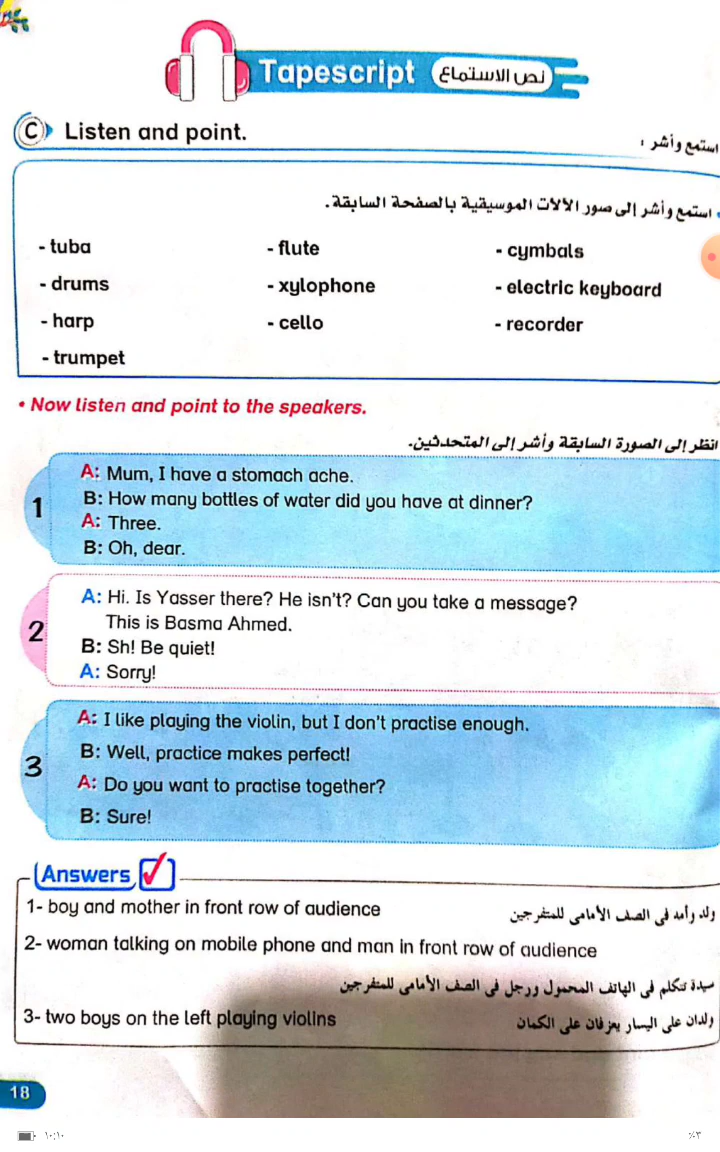 Tapescript نص الاستماع
C Listen and point.
استمع وأشر :
استمع وأشر إلى صور الآلات الموسيقية بالصفحة السابقة.
- tuba - flute - cymbals
- drums - xylophone - electric keyboard
- harp - cello - recorder
- trumpet
• Now listen and point to the speakers.
انظر إلى الصورة السابقة وأشر إلى المتحدثين.
1
A: Mum, I have a stomach ache.
B: How many bottles of water did you have at dinner?
A: Three.
B: Oh, dear.
2
A: Hi. Is Yasser there? He isn't? Can you take a message?
This is Basma Ahmed.
B: Sh! Be quiet!
A: Sorry!
3
A: I like playing the violin, but I don't practise enough.
B: Well, practice makes perfect!
A: Do you want to practise together?
B: Sure!
Answers
1- boy and mother in front row of audience
ولد وأمه فى الصف الأمامى للمتفرجين
2- woman talking on mobile phone and man in front row of audience
سيدة تتكلم فى الهاتف المحمول ورجل فى الصف الأمامى للمتفرجين
3- two boys on the left playing violins
ولدان على اليسار يعزفان على الكمان
18
١٠:١٠